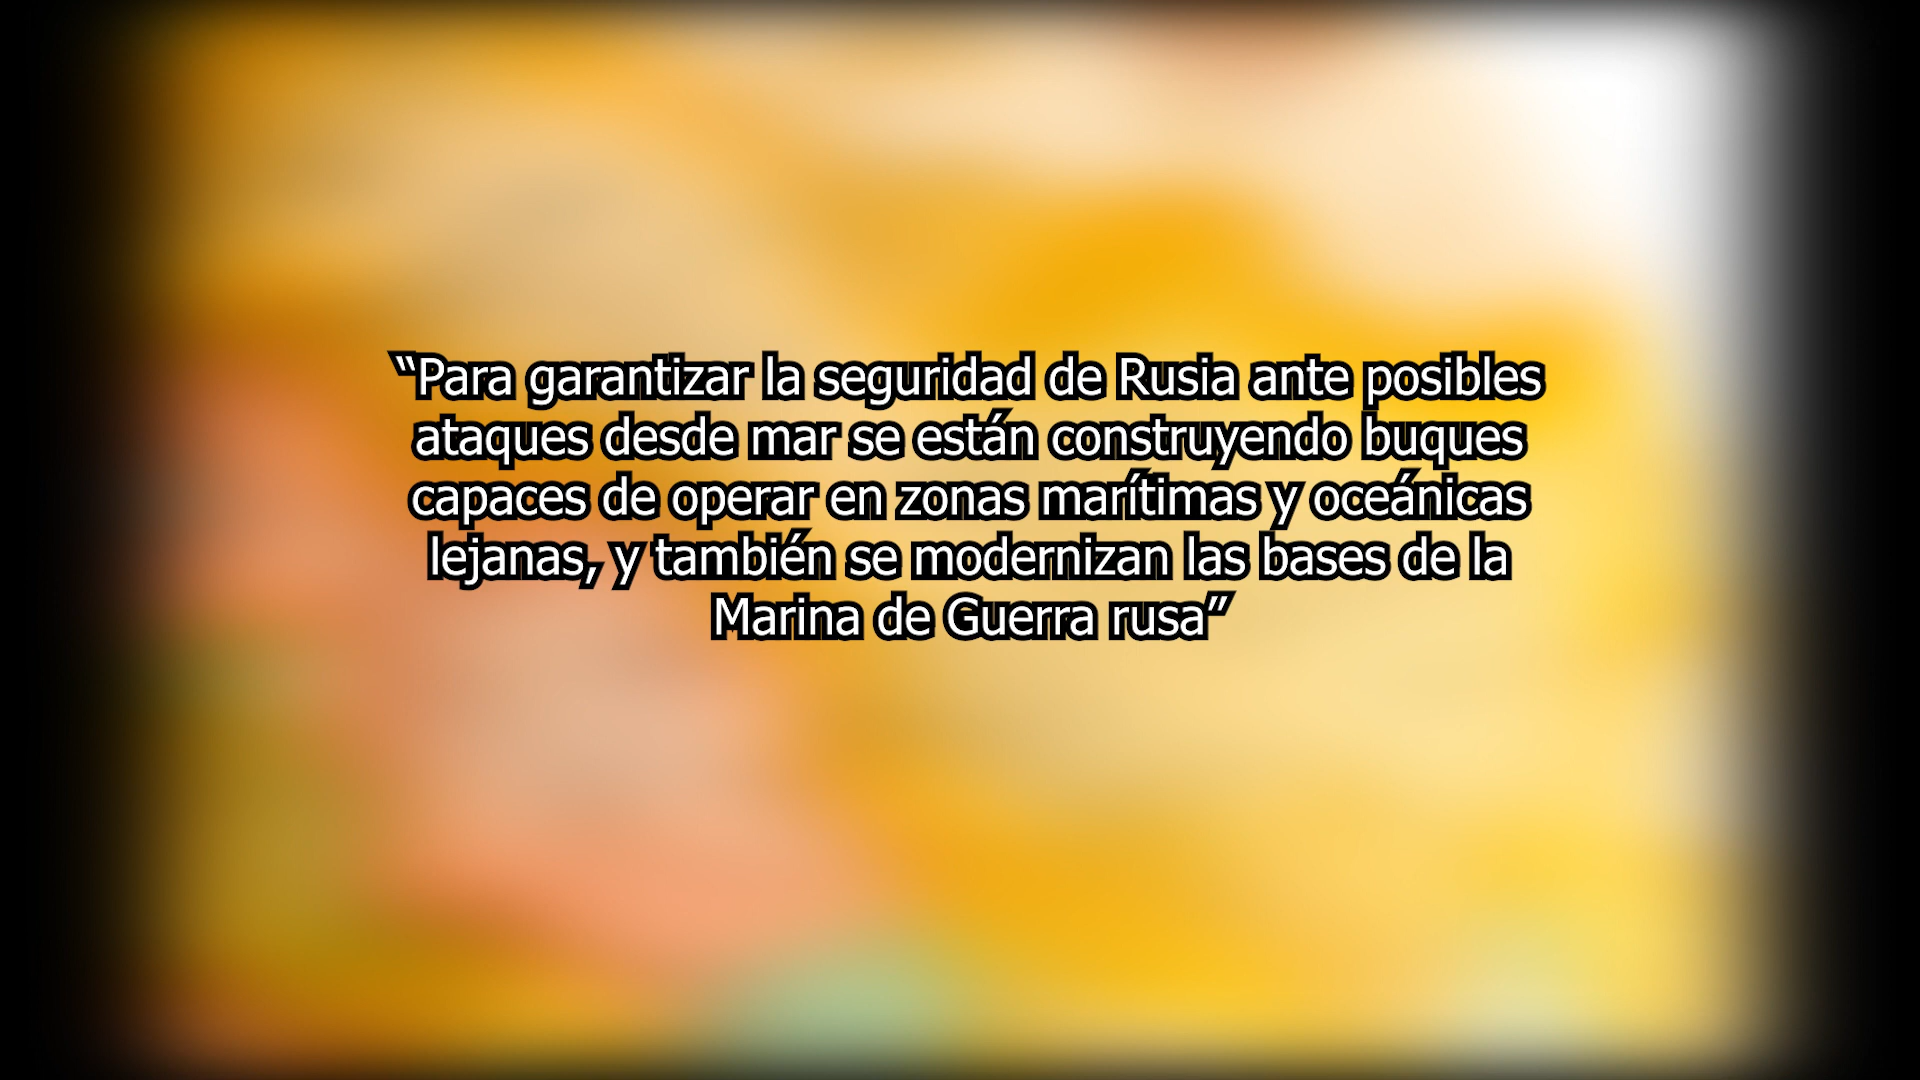 “Para garantizar la seguridad de Rusia ante posibles
ataques desde mar se están construyendo buques
capaces de operar en zonas marítimas y oceánicas
lejanas, y también se modernizan las bases de la
Marina de Guerra rusa”